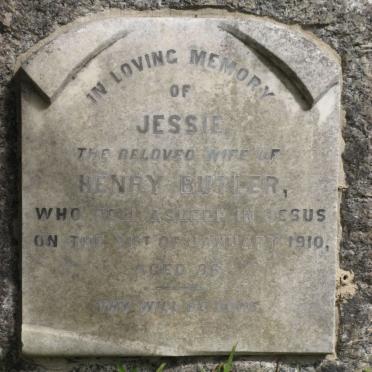 IN LOVING MEMORY
OF
JESSIE,
THE BELOVED WIFE OF
HENRY BUTLER,
WHO FELL ASLEEP IN JESUS
ON THE OF JANUARY 1910,
AGED
THY WILL BE DONE